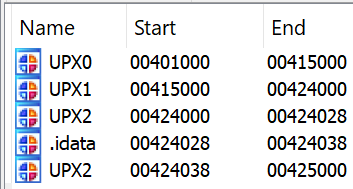 Name Start End
UPX0 00401000 00415000
UPX1 00415000 00424000
UPX2 00424000 00424028
.idata 00424028 00424038
UPX2 00424038 00425000